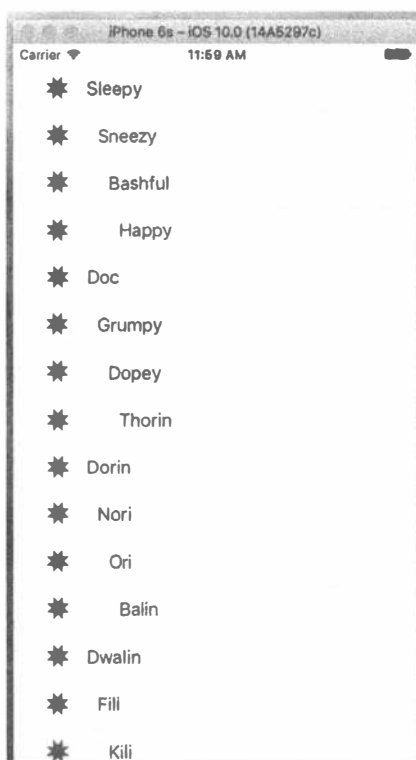 iPhone 6s – iOS 10.0 (14A5297c)
Carrier 11:59 AM
Sleepy
Sneezy
Bashful
Happy
Doc
Grumpy
Dopey
Thorin
Dorin
Nori
Ori
Balin
Dwalin
Fili
Kili